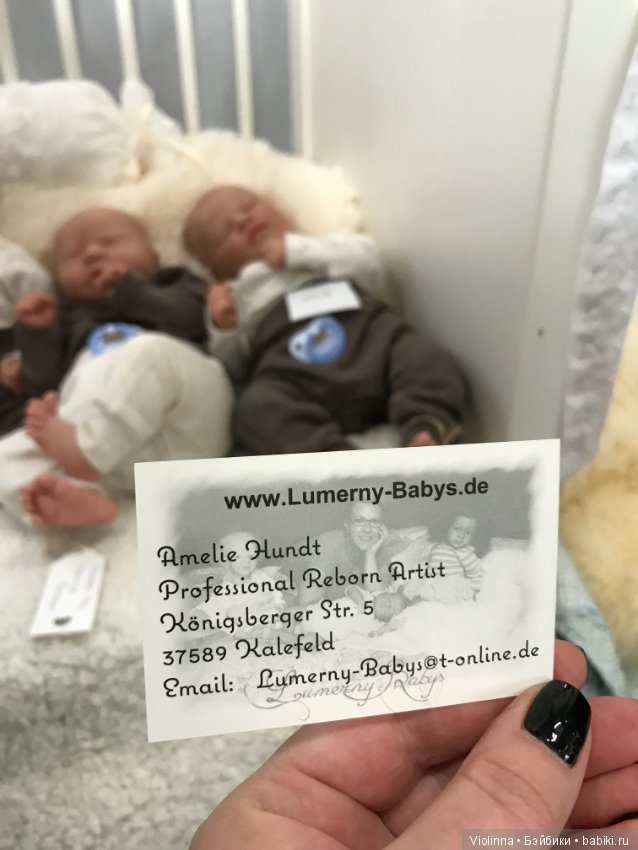 www.Lumerny-Babys.de
Amelie Hundt
Professional Reborn Artist
Königsberger Str. 5
37589 Kalefeld
Email: Lumerny-Babys@t-online.de
Lumerny Babys
Violinna • Бэйбики • babiki.ru